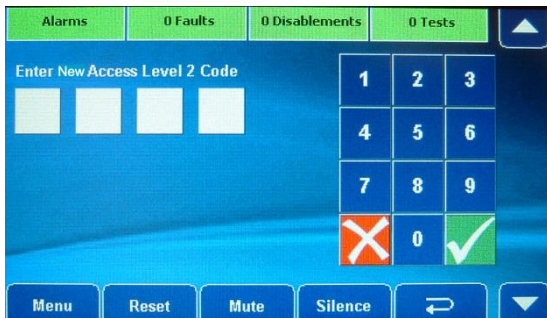 Alarms
0 Faults
0 Disablements
0 Tests
Enter New Access Level 2 Code
1 2 3
4 5 6
7 8 9
0
Menu
Reset
Mute
Silence